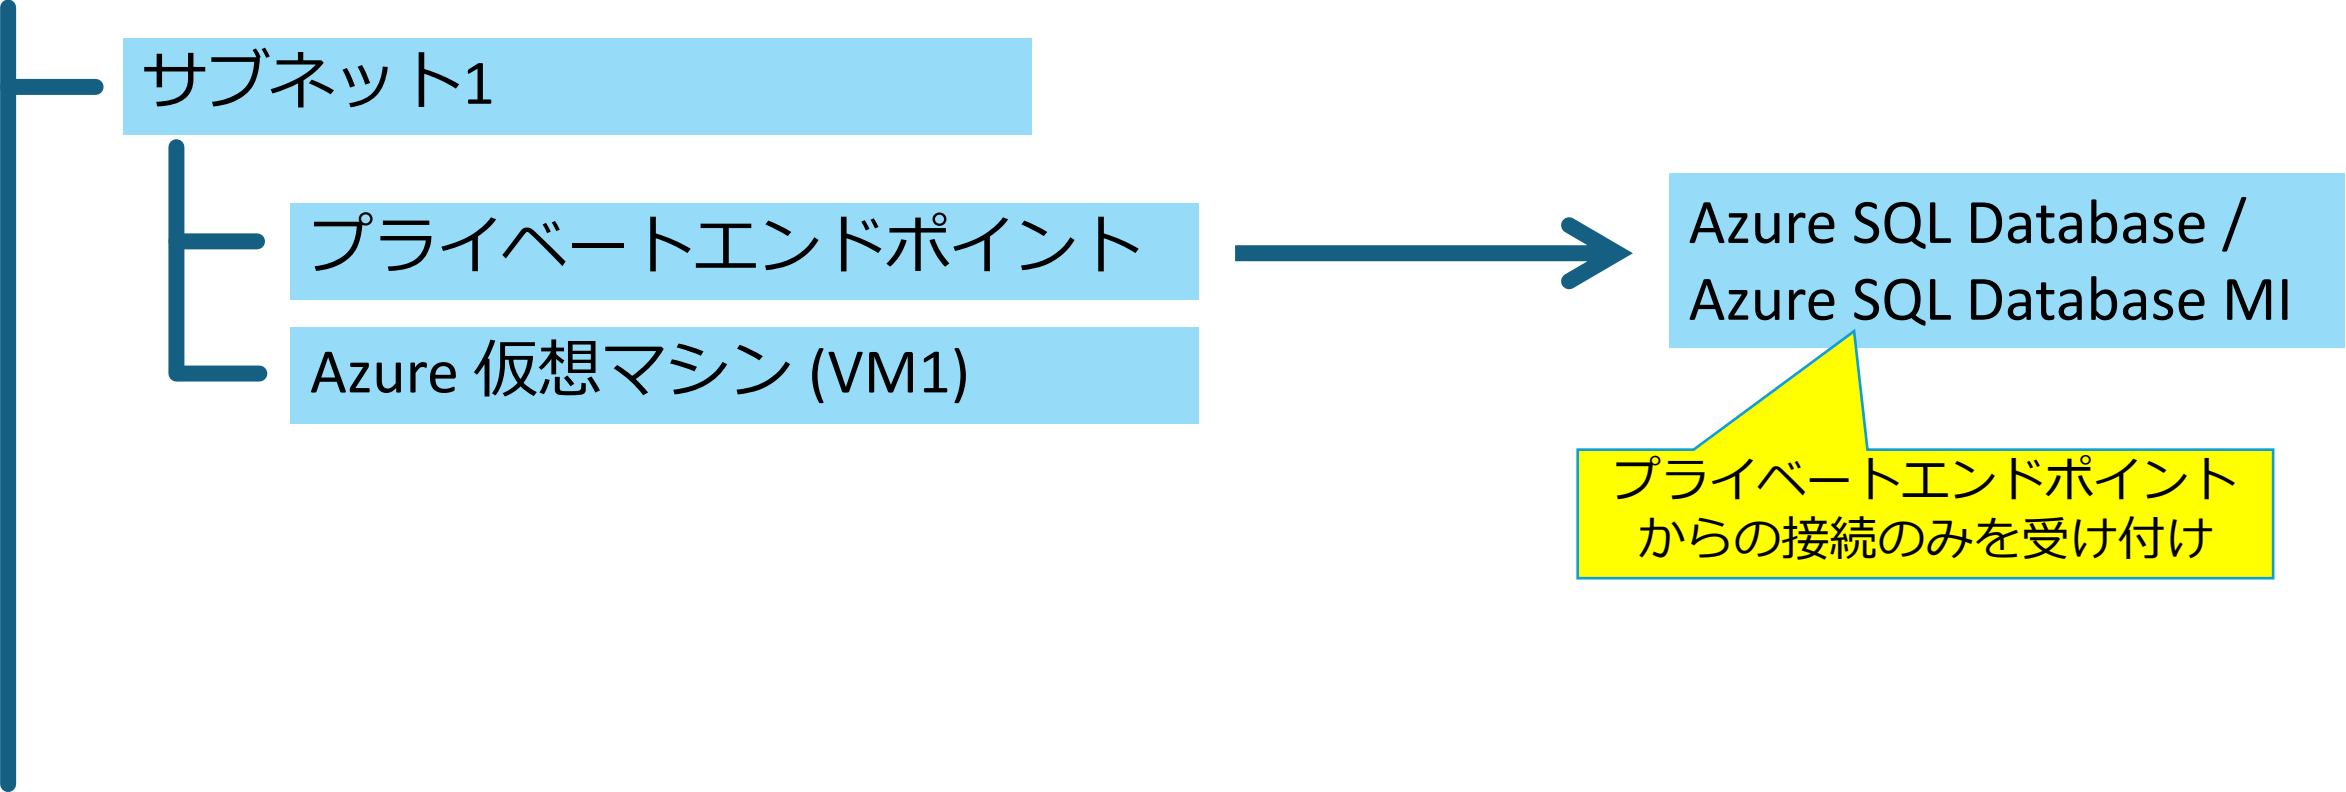 サブネット1
プライベートエンドポイント
Azure 仮想マシン (VM1)
Azure SQL Database /
Azure SQL Database MI
プライベートエンドポイント
からの接続のみを受け付け